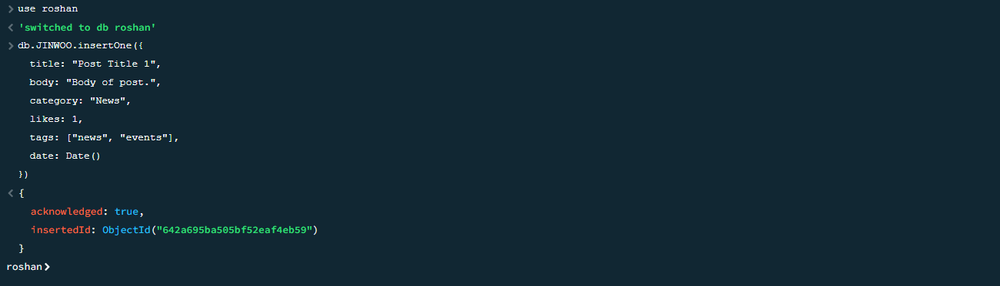 > use roshan
< 'switched to db roshan'
> db.JINWOO.insertOne({
title: "Post Title 1",
body: "Body of post.",
category: "News",
likes: 1,
tags: ["news", "events"],
date: Date()
})
< {
acknowledged: true,
insertedId: ObjectId("642a695ba505bf52eaf4eb59")
}
roshan>